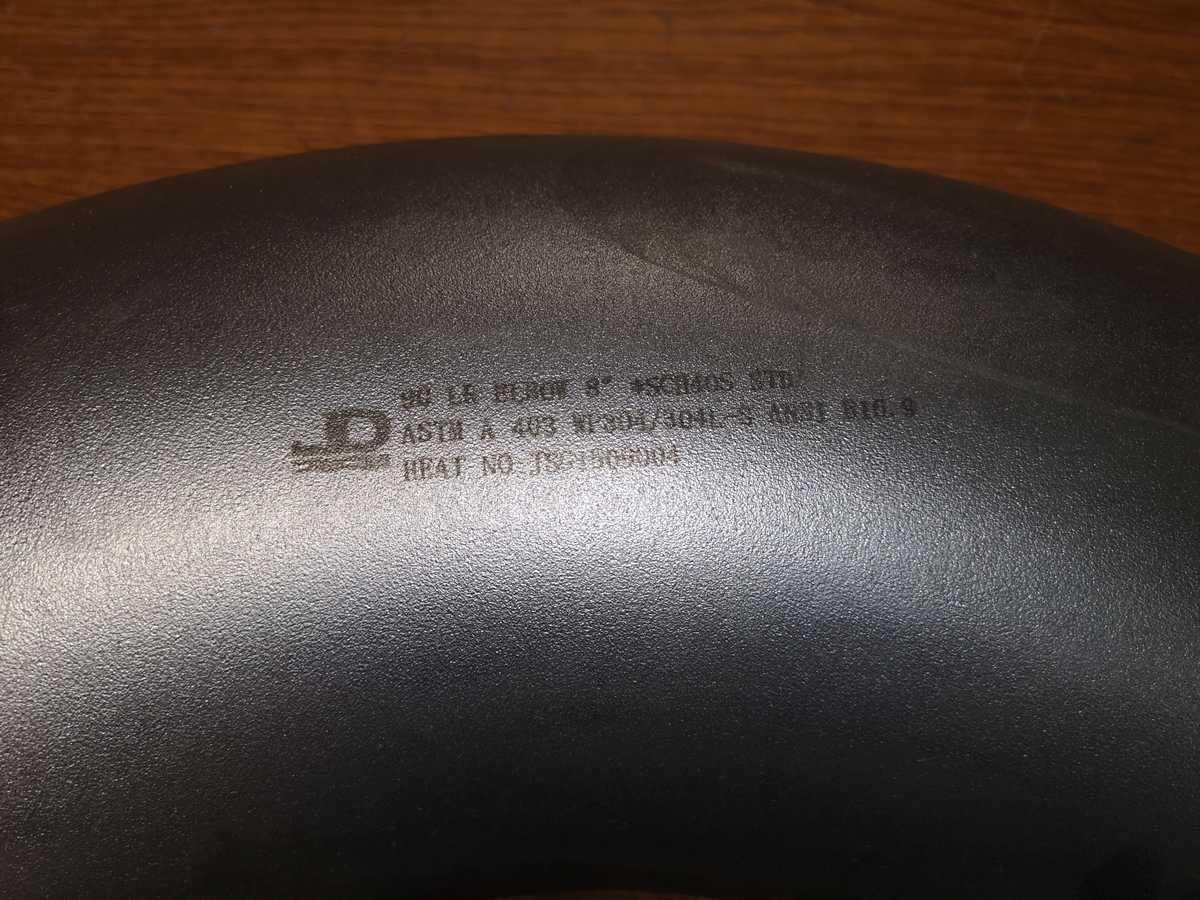 JD
90 LR ELBOW 8" *SCH40S STD/
ASTM A 403 WP304/304L-S ANSI B16.9
HEAT NO